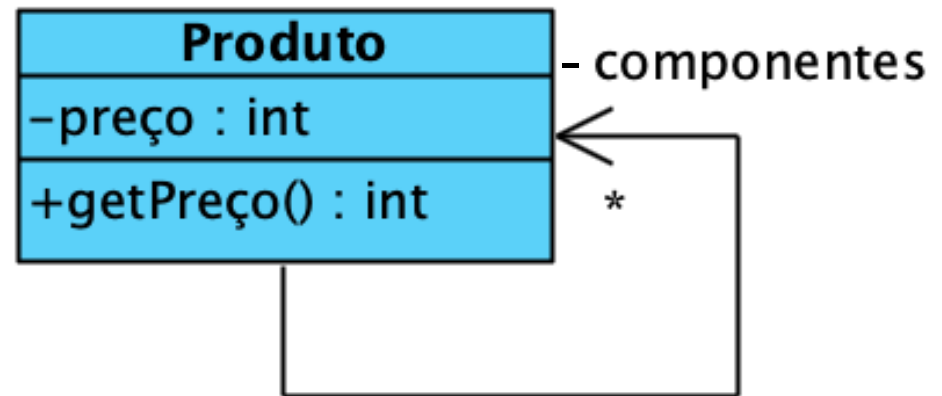 Produto
- componentes
-preço : int
+getPreço() : int
*